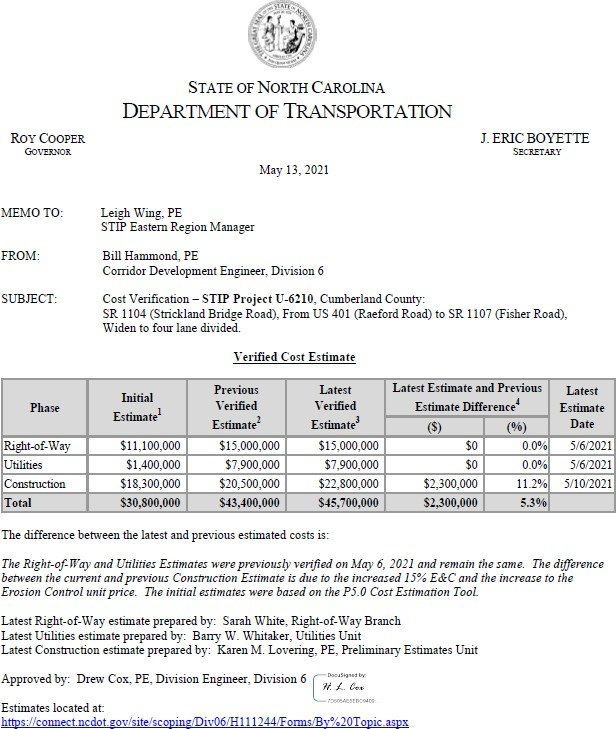 STATE OF NORTH CAROLINA
DEPARTMENT OF TRANSPORTATION
ROY COOPER J. ERIC BOYETTE
GOVERNOR SECRETARY
May 13, 2021
MEMO TO: Leigh Wing, PE
STIP Eastern Region Manager
FROM: Bill Hammond, PE
Corridor Development Engineer, Division 6
SUBJECT: Cost Verification – STIP Project U-6210, Cumberland County:
SR 1104 (Strickland Bridge Road), From US 401 (Raeford Road) to SR 1107 (Fisher Road),
Widen to four lane divided.
Verified Cost Estimate
Phase Initial Estimate1 Previous Verified Estimate2 Latest Verified Estimate3 Latest Estimate and Previous Estimate Difference4 Latest Estimate Date
($) (%)
Right-of-Way $11,100,000 $15,000,000 $15,000,000 $0 0.0% 5/6/2021
Utilities $1,400,000 $7,900,000 $7,900,000 $0 0.0% 5/6/2021
Construction $18,300,000 $20,500,000 $22,800,000 $2,300,000 11.2% 5/10/2021
Total $30,800,000 $43,400,000 $45,700,000 $2,300,000 5.3%
The difference between the latest and previous estimated costs is:
The Right-of-Way and Utilities Estimates were previously verified on May 6, 2021 and remain the same. The difference
between the current and previous Construction Estimate is due to the increased 15% E&C and the increase to the
Erosion Control unit price. The initial estimates were based on the P5.0 Cost Estimation Tool.
Latest Right-of-Way estimate prepared by: Sarah White, Right-of-Way Branch
Latest Utilities estimate prepared by: Barry W. Whitaker, Utilities Unit
Latest Construction estimate prepared by: Karen M. Lovering, PE, Preliminary Estimates Unit
DocuSigned by:
Approved by: Drew Cox, PE, Division Engineer, Division 6 H. L. Cox
Estimates located at:
https://connect.ncdot.gov/site/scoping/Div06/H111244/Forms/By%20Topic.aspx